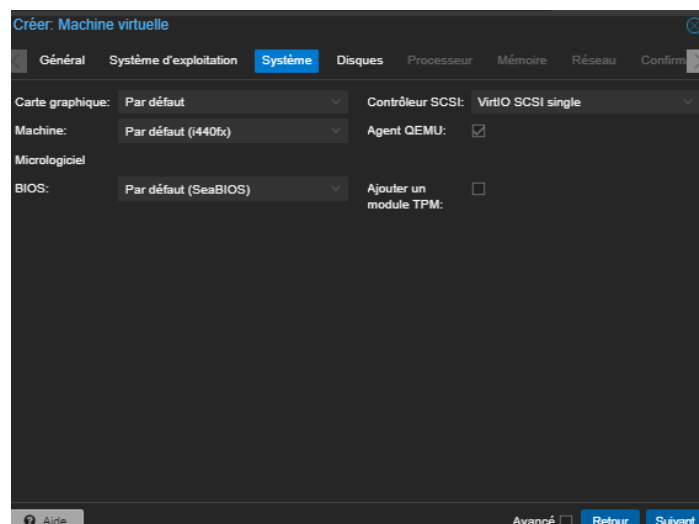 Créer: Machine virtuelle
Général Système d'exploitation Système Disques Processeur Mémoire Réseau Confirm
Carte graphique: Par défaut Contrôleur SCSI: VirtIO SCSI single
Machine: Par défaut (i440fx) Agent QEMU:
Micrologiciel
BIOS: Par défaut (SeaBIOS) Ajouter un
module TPM:
Aide Avancé Retour Suivant